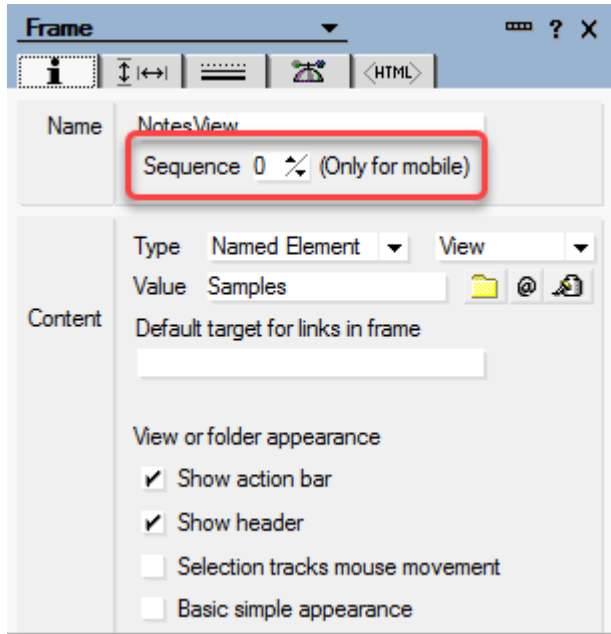 Frame ? X
i <HTML>
Name NotesView
Sequence 0 (Only for mobile)
Type Named Element View
Value Samples @
Content
Default target for links in frame
View or folder appearance
Show action bar
Show header
Selection tracks mouse movement
Basic simple appearance